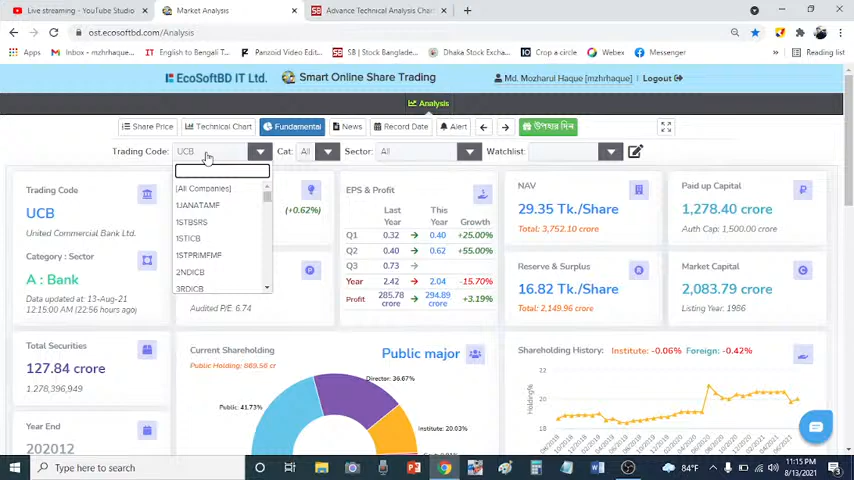 Live streaming - YouTube Studio
Market Analysis
Advance Technical Analysis Char
ost.ecosoftbd.com/Analysis
Apps
Inbox - mzhrmoin@
English to Bengali T
Panzoid Video Edit...
SB | Stock Banglades...
Dhaka Stock Exchan...
Crop a circle
Webex
Messenger
Reading list
EcoSoftBD IT Ltd.
Smart Online Share Trading
Md. Mozharul Haque [mzhrhaque]
Logout
Analysis
Share Price
Technical Chart
Fundamental
News
Record Date
Alert
উপহার দিন
Trading Code: UCB
Cat: All
Sector: All
Watchlist:
[All Companies]
1JANATAMF
1STBSRS
1STICB
1STPRIMFMF
2NDICB
3RDICB
Trading Code
UCB
United Commercial Bank Ltd.
Category : Sector
A : Bank
Data updated at: 13-Aug-21
12:15:00 AM (22:56 hours ago)
(+0.62%)
Audited P/E: 6.74
EPS & Profit
Last Year This Year Growth
Q1 0.32 0.40 +25.00%
Q2 0.40 0.62 +55.00%
Q3 0.73
Year 2.42 2.04 -15.70%
Profit 285.78 crore 294.89 crore +3.19%
NAV
29.35 Tk./Share
Total: 3,752.10 crore
Paid up Capital
1,278.40 crore
Auth Cap: 1,500.00 crore
Reserve & Surplus
16.82 Tk./Share
Total: 2,149.96 crore
Market Capital
2,083.79 crore
Listing Year: 1986
Total Securities
127.84 crore
1,278,396,949
Year End
202012
Current Shareholding
Public major
Public Holding: 869.56 cr
Director: 36.67%
Public: 41.73%
Institute: 20.03%
Shareholding History: Institute: -0.06% Foreign: -0.42%
Holding%
22
20
18
08/2018
10/2018
12/2018
Type here to search
84°F
11:15 PM
8/13/2021